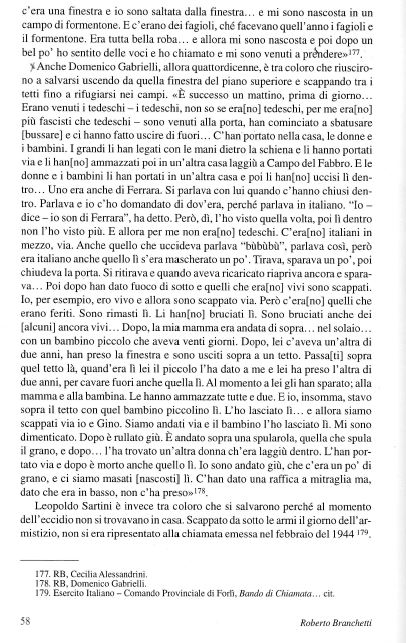 c'era una finestra e io sono saltata dalla finestra… e mi sono nascosta in un
campo di formentone. E c'erano dei fagioli, ché facevano quell'anno i fagioli e
il formentone. Era tutta bella roba… e allora mi sono nascosta e poi dopo un
bel po' ho sentito delle voci e ho chiamato e mi sono venuti a prendere»177.
Anche Domenico Gabrielli, allora quattordicenne, è tra coloro che riusciro-
no a salvarsi uscendo da quella finestra del piano superiore e scappando tra i
tetti fino a rifugiarsi nei campi. «È successo un mattino, prima di giorno…
Erano venuti i tedeschi – i tedeschi, non so se era[no] tedeschi, per me era[no]
più fascisti che tedeschi – sono venuti alla porta, han cominciato a sbatusare
[bussare] e ci hanno fatto uscire di fuori… C'han portato nella casa, le donne e
i bambini. I grandi li han legati con le mani dietro la schiena e li hanno portati
via e li han[no] ammazzati poi in un'altra casa laggiù a Campo del Fabbro. E le
donne e i bambini li han portati in un'altra casa e poi li han[no] uccisi lì den-
tro… Uno era anche di Ferrara. Si parlava con lui quando c'hanno chiusi den-
tro. Parlava e io c'ho domandato di dov'era, perché parlava in italiano. "Io –
dice – io son di Ferrara", ha detto. Però, dì, l'ho visto quella volta, poi lì dentro
non l'ho visto più. E allora per me non era[no] tedeschi. C'era[no] italiani in
mezzo, via. Anche quello che uccideva parlava "bùbùbù", parlava così, però
era italiano anche quello lì s'era mascherato un po'. Tirava, sparava un po', poi
chiudeva la porta. Si ritirava e quando aveva ricaricato riapriva ancora e spara-
va… Poi dopo han dato fuoco di sotto e quelli che era[no] vivi sono scappati.
Io, per esempio, ero vivo e allora sono scappato via. Però c'era[no] quelli che
erano feriti. Sono rimasti lì. Li han[no] bruciati lì. Sono bruciati anche dei
[alcuni] ancora vivi… Dopo, la mia mamma era andata di sopra… nel solaio…
con un bambino piccolo che aveva venti giorni. Dopo, lei c'aveva un'altra di
due anni, han preso la finestra e sono usciti sopra a un tetto. Passa[ti] sopra
quel tetto là, quand'era lì lei il piccolo l'ha dato a me e lei ha preso l'altra di
due anni, per cavare fuori anche quella lì. Al momento a lei gli han sparato; alla
mamma e alla bambina. Le hanno ammazzate tutte e due. E io, insomma, stavo
sopra il tetto con quel bambino piccolino lì. L'ho lasciato lì… e allora siamo
scappati via io e Gino. Siamo andati via e il bambino l'ho lasciato lì. Mi sono
dimenticato. Dopo è rullato giù. È andato sopra una spularola, quella che spula
il grano, e dopo… l'ha trovato un'altra donna ch'era laggiù dentro. L'han por-
tato via e dopo è morto anche quello lì. Io sono andato giù, che c'era un po' di
grano, e ci siamo masati [nascosti] lì. C'han dato una raffica a mitraglia ma,
dato che era in basso, non c'ha preso»178.
Leopoldo Sartini è invece tra coloro che si salvarono perché al momento
dell'eccidio non si trovavano in casa. Scappato da sotto le armi il giorno dell'ar-
mistizio, non si era ripresentato alla chiamata emessa nel febbraio del 1944 179.
177. RB, Cecilia Alessandrini.
178. RB, Domenico Gabrielli.
179. Esercito Italiano – Comando Provinciale di Forlì, Bando di Chiamata… cit.
58
Roberto Branchetti